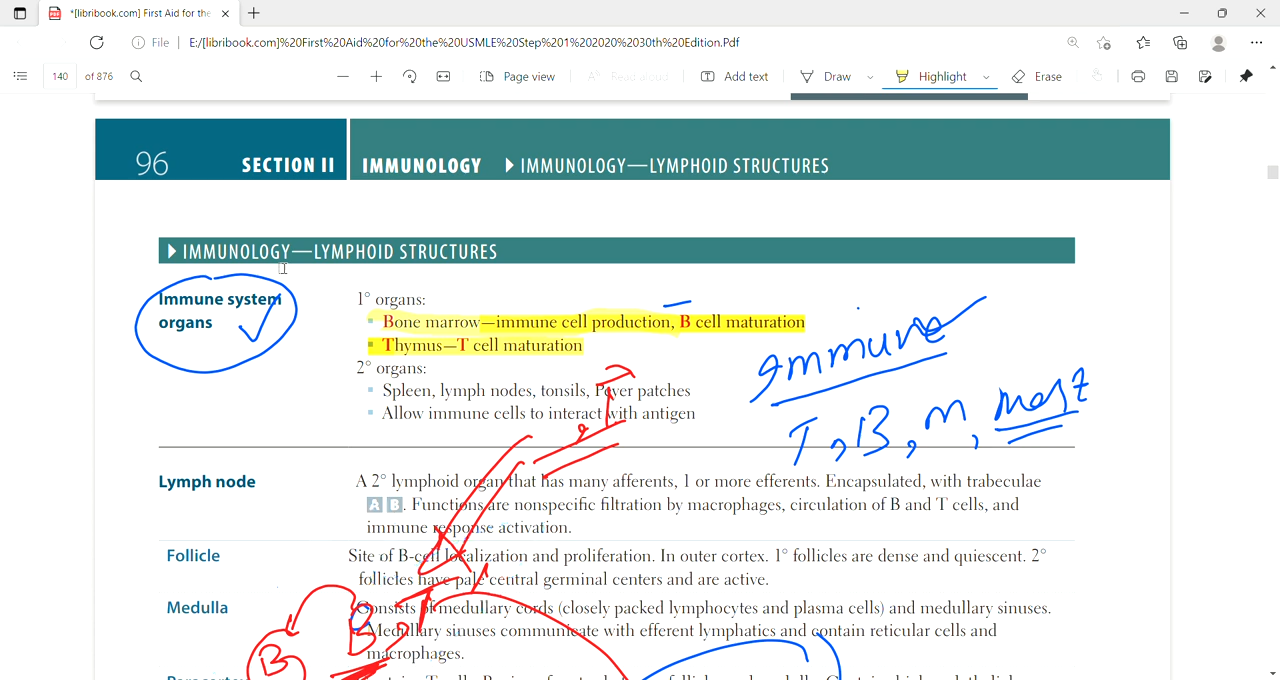 *[libribook.com] First Aid for the
File E:/[libribook.com]%20First%20Aid%20for%20the%20USMLE%20Step%201%202020%2030th%20Edition.Pdf
140 of 876 Page view Read aloud Add text Draw Highlight Erase
96 SECTION II IMMUNOLOGY IMMUNOLOGY—LYMPHOID STRUCTURES
IMMUNOLOGY—LYMPHOID STRUCTURES
Immune system organs
1° organs:
Bone marrow—immune cell production, B cell maturation
Thymus—T cell maturation
2° organs:
Spleen, lymph nodes, tonsils, Peyer patches
Allow immune cells to interact with antigen
Immune
T, B, m, mast
Lymph node
A 2° lymphoid organ that has many afferents, 1 or more efferents. Encapsulated, with trabeculae
A B. Functions are nonspecific filtration by macrophages, circulation of B and T cells, and
immune response activation.
Follicle
Site of B-cell localization and proliferation. In outer cortex. 1° follicles are dense and quiescent. 2°
follicles have pale central germinal centers and are active.
Medulla
Consists of medullary cords (closely packed lymphocytes and plasma cells) and medullary sinuses.
Medullary sinuses communicate with efferent lymphatics and contain reticular cells and
macrophages.
B
B